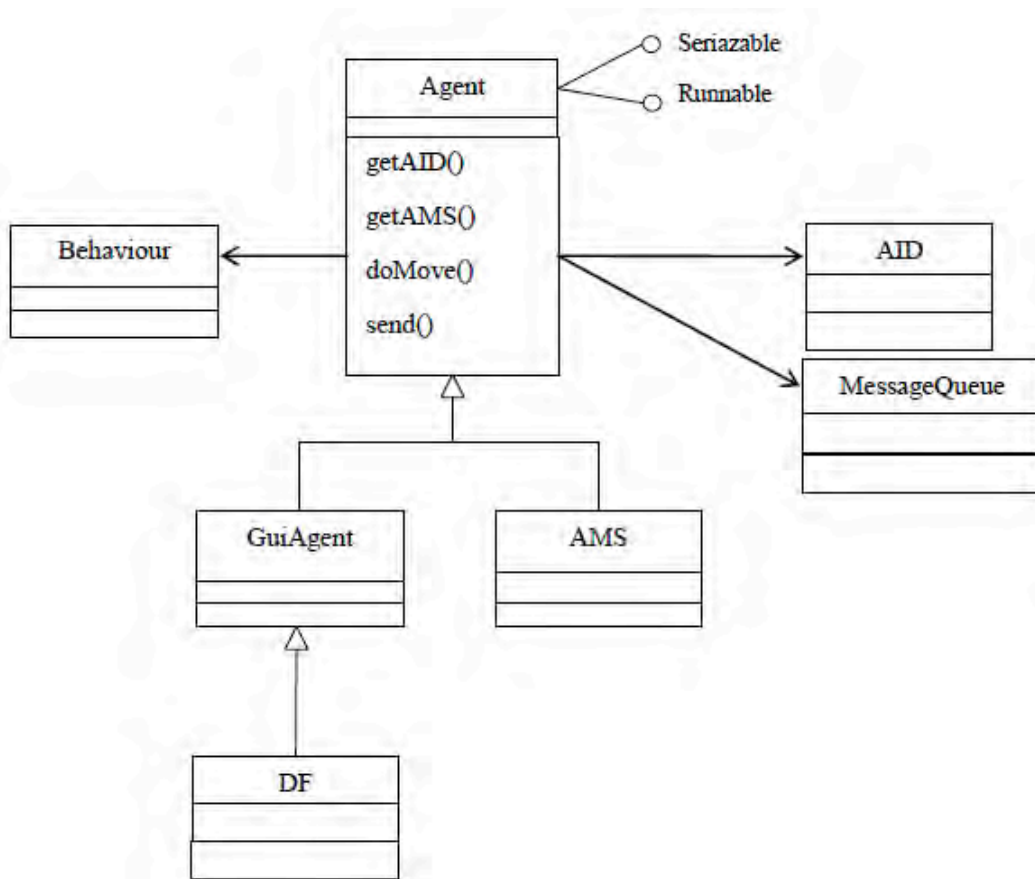 Seriazable
Agent
Runnable
getAID()
getAMS()
Behaviour
AID
doMove()
send()
MessageQueue
GuiAgent
AMS
DF